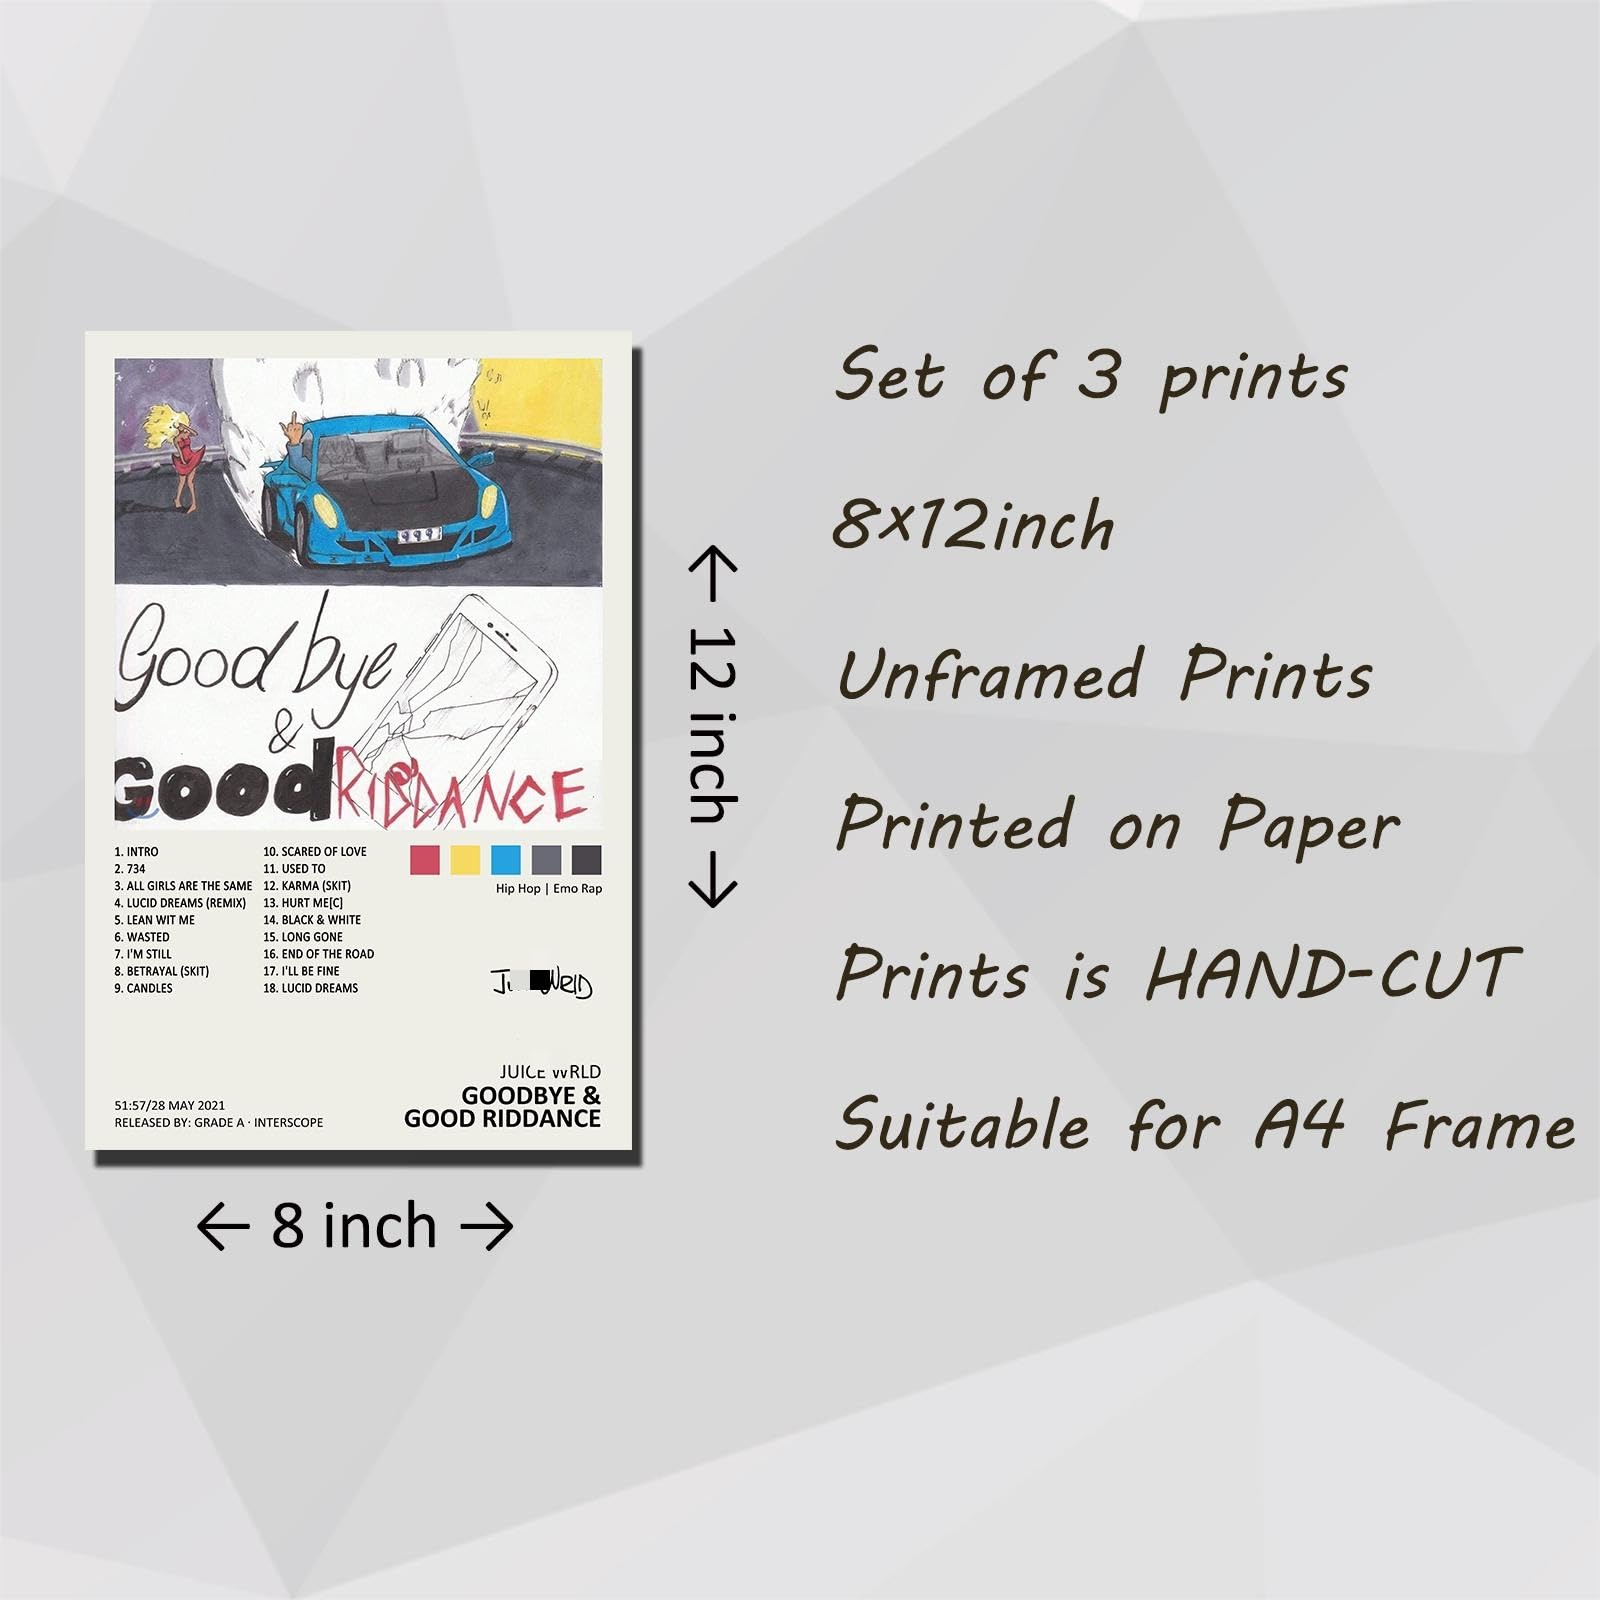 Good bye
&
Good RIDDANCE
999
1. INTRO
2. 734
3. ALL GIRLS ARE THE SAME
4. LUCID DREAMS (REMIX)
5. LEAN WIT ME
6. WASTED
7. I'M STILL
8. BETRAYAL (SKIT)
9. CANDLES
10. SCARED OF LOVE
11. USED TO
12. KARMA (SKIT)
13. HURT ME[C]
14. BLACK & WHITE
15. LONG GONE
16. END OF THE ROAD
17. I'LL BE FINE
18. LUCID DREAMS
Hip Hop | Emo Rap
JUICE WRLD
GOODBYE &
GOOD RIDDANCE
51:57/28 MAY 2021
RELEASED BY: GRADE A · INTERSCOPE
← 12 inch →
← 8 inch →
Set of 3 prints
8×12inch
Unframed Prints
Printed on Paper
Prints is HAND-CUT
Suitable for A4 Frame